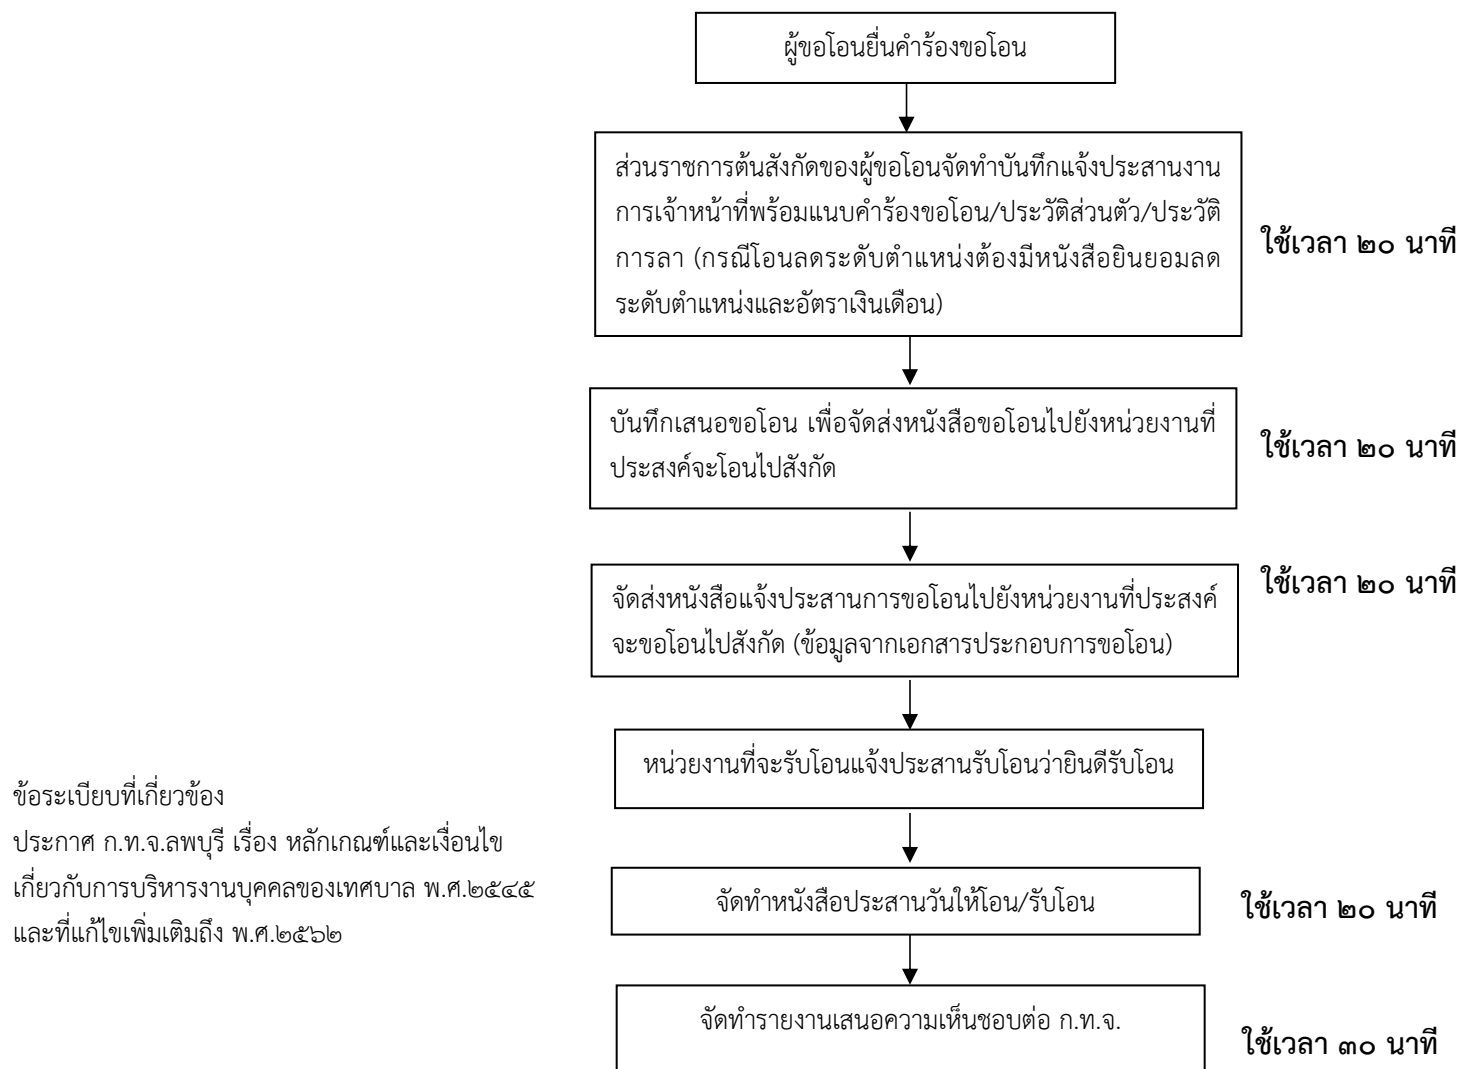 ผู้ขอโอนยื่นคำร้องขอโอน
ส่วนราชการต้นสังกัดของผู้ขอโอนจัดทำบันทึกแจ้งประสานงาน
การเจ้าหน้าที่พร้อมแนบคำร้องขอโอน/ประวัติส่วนตัว/ประวัติ
การลา (กรณีโอนลดระดับตำแหน่งต้องมีหนังสือยินยอมลด
ระดับตำแหน่งและอัตราเงินเดือน)
ใช้เวลา ๒๐ นาที
บันทึกเสนอขอโอน เพื่อจัดส่งหนังสือขอโอนไปยังหน่วยงานที่
ประสงค์จะโอนไปสังกัด
ใช้เวลา ๒๐ นาที
จัดส่งหนังสือแจ้งประสานการขอโอนไปยังหน่วยงานที่ประสงค์
จะขอโอนไปสังกัด (ข้อมูลจากเอกสารประกอบการขอโอน)
ใช้เวลา ๒๐ นาที
หน่วยงานที่จะรับโอนแจ้งประสานรับโอนว่ายินดีรับโอน
ข้อระเบียบที่เกี่ยวข้อง
ประกาศ ก.ท.จ.ลพบุรี เรื่อง หลักเกณฑ์และเงื่อนไข
เกี่ยวกับการบริหารงานบุคคลของเทศบาล พ.ศ.๒๕๔๕
และที่แก้ไขเพิ่มเติมถึง พ.ศ.๒๕๖๒
จัดทำหนังสือประสานวันให้โอน/รับโอน
ใช้เวลา ๒๐ นาที
จัดทำรายงานเสนอความเห็นชอบต่อ ก.ท.จ.
ใช้เวลา ๓๐ นาที